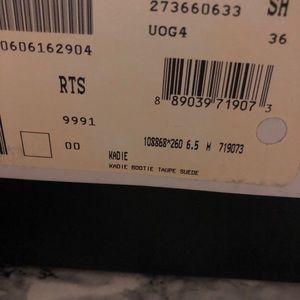 273660633 SH
UOG4 36
0606162904
RTS
8 89039 71907 3
9991
00
108868*260 6.5 M 719073
KADIE
KADIE BOOTIE TAUPE SUEDE